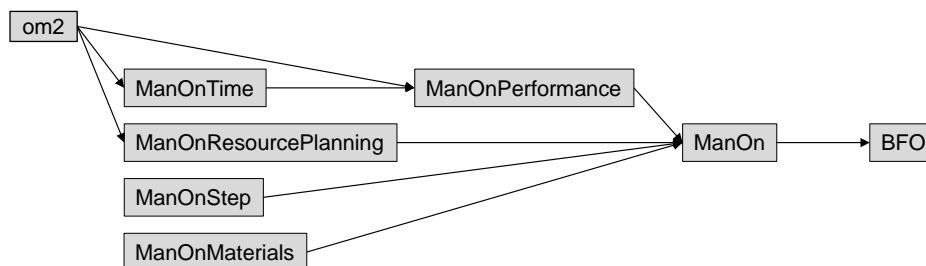 om2
ManOnTime
ManOnPerformance
ManOnResourcePlanning
ManOn
BFO
ManOnStep
ManOnMaterials